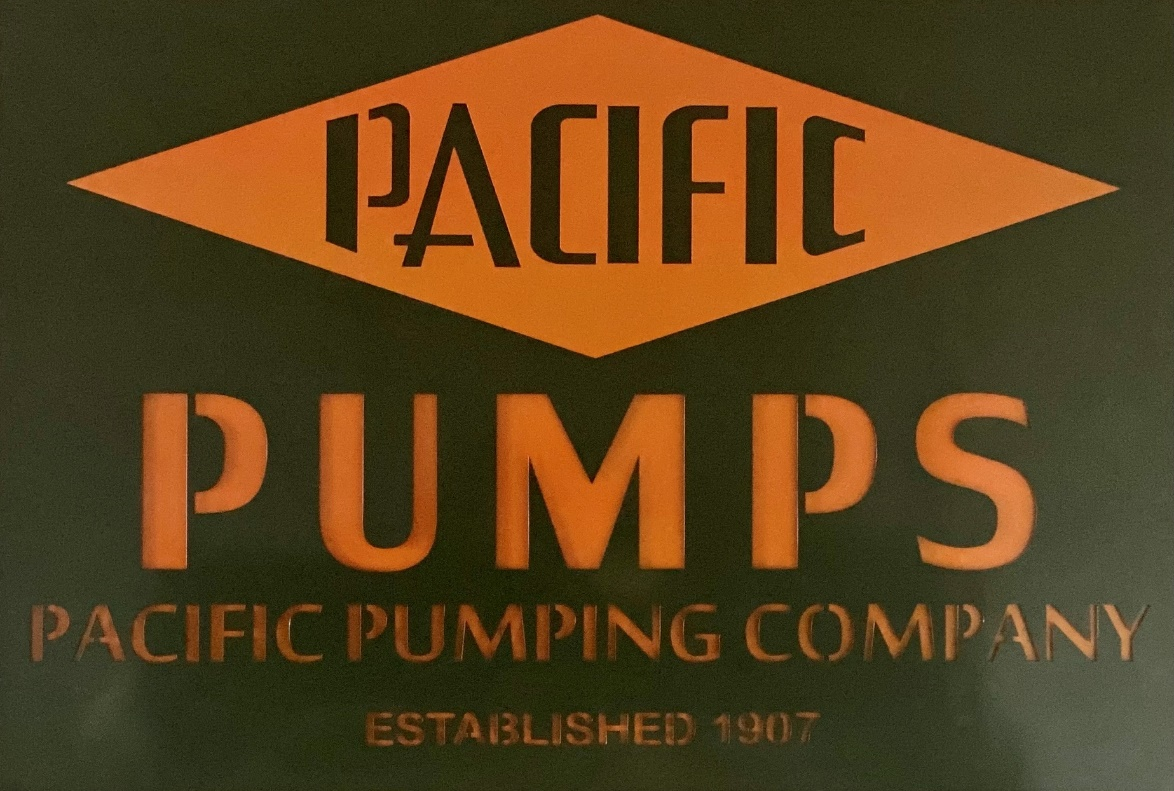 PACIFIC
PUMPS
PACIFIC PUMPING COMPANY
ESTABLISHED 1907